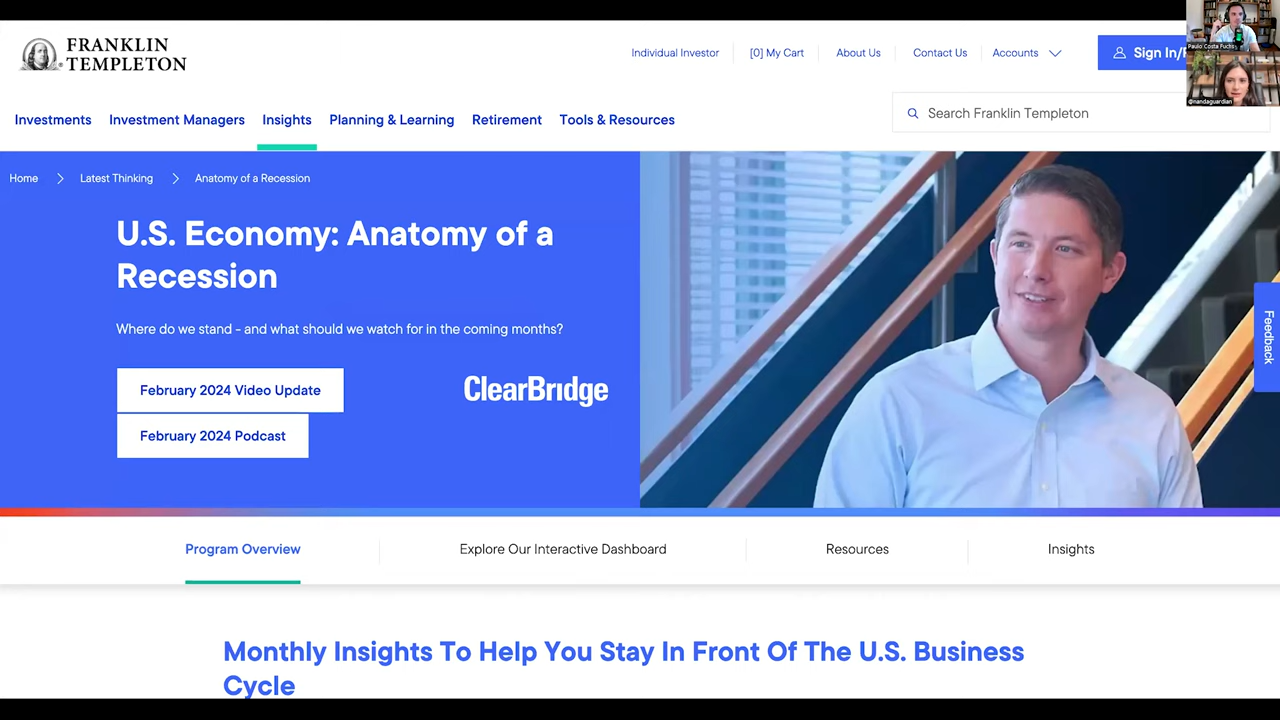 FRANKLIN
TEMPLETON
Individual Investor
[0] My Cart
About Us
Contact Us
Accounts
Sign In/
Paulo Costa Fuchs
@nandaguardian
Investments
Investment Managers
Insights
Planning & Learning
Retirement
Tools & Resources
Search Franklin Templeton
Home
Latest Thinking
Anatomy of a Recession
U.S. Economy: Anatomy of a
Recession
Where do we stand - and what should we watch for in the coming months?
February 2024 Video Update
ClearBridge
February 2024 Podcast
Feedback
Program Overview
Explore Our Interactive Dashboard
Resources
Insights
Monthly Insights To Help You Stay In Front Of The U.S. Business
Cycle